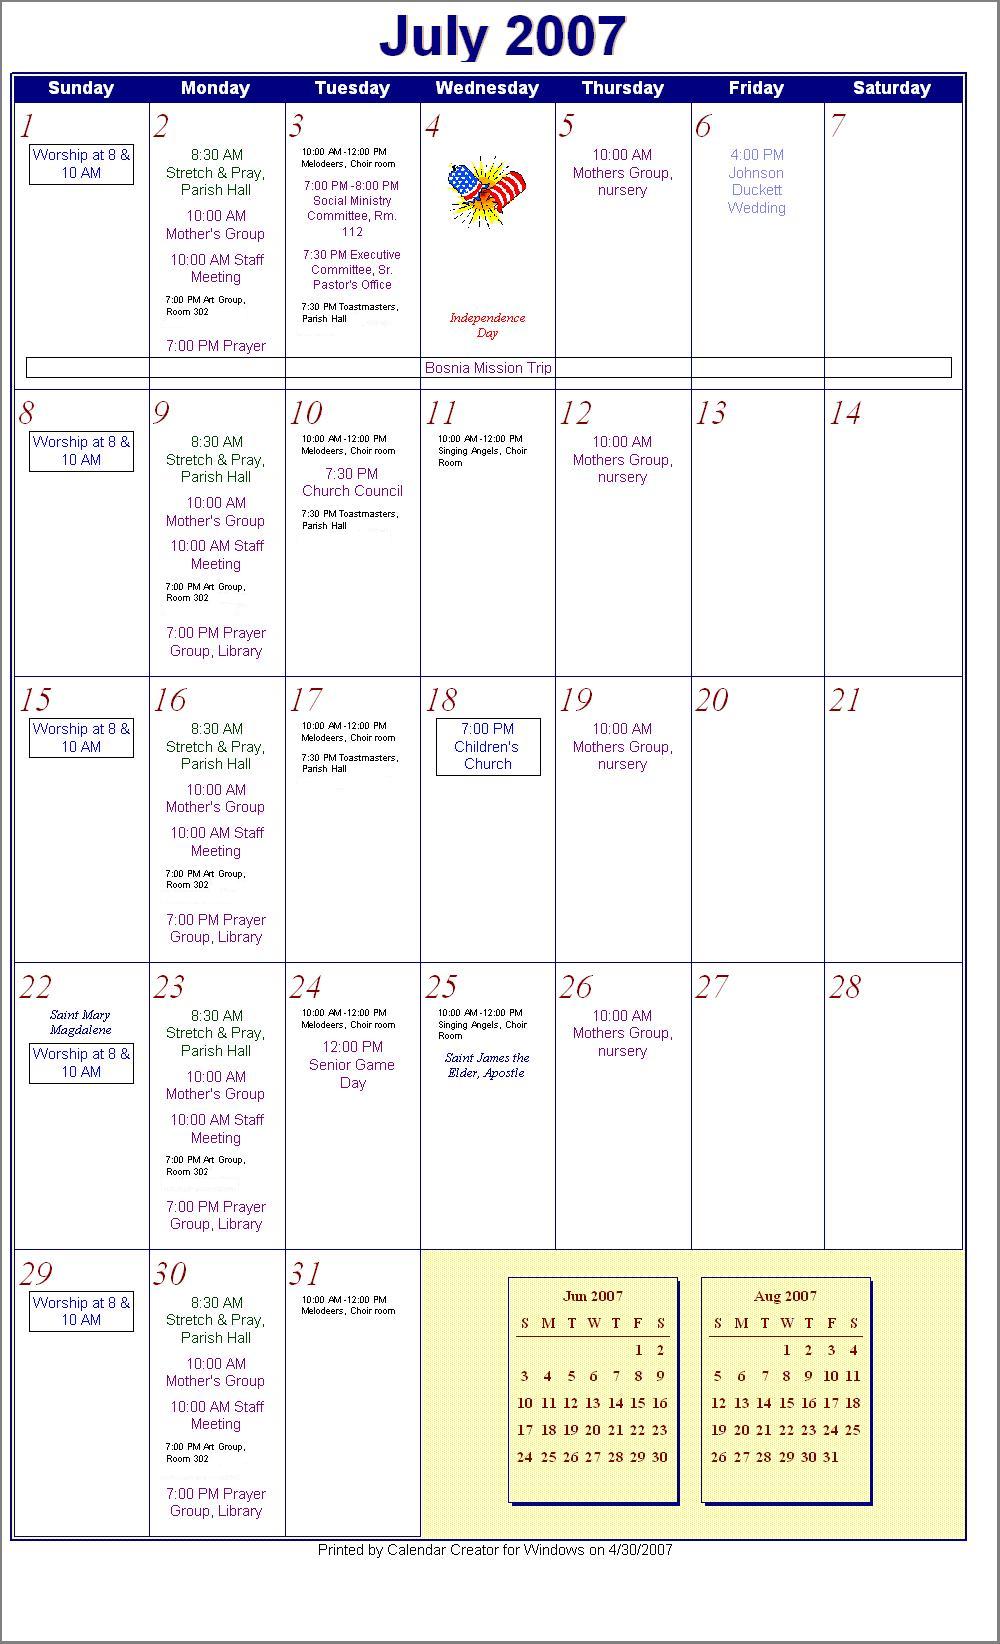 July 2007
Sunday Monday Tuesday Wednesday Thursday Friday Saturday
1
Worship at 8 &
10 AM
2
8:30 AM
Stretch & Pray,
Parish Hall
10:00 AM
Mother's Group
10:00 AM Staff
Meeting
7:00 PM Art Group,
Room 302
7:00 PM Prayer
3
10:00 AM-12:00 PM
Melodeers, Choir room
7:00 PM-8:00 PM
Social Ministry
Committee, Rm.
112
7:30 PM Executive
Committee, Sr.
Pastor's Office
7:30 PM Toastmasters,
Parish Hall
4
Independence
Day
5
10:00 AM
Mothers Group,
nursery
6
4:00 PM
Johnson
Duckett
Wedding
7
Bosnia Mission Trip
8
Worship at 8 &
10 AM
9
8:30 AM
Stretch & Pray,
Parish Hall
10:00 AM
Mother's Group
10:00 AM Staff
Meeting
7:00 PM Art Group,
Room 302
7:00 PM Prayer
Group, Library
10
10:00 AM-12:00 PM
Melodeers, Choir room
7:30 PM
Church Council
7:30 PM Toastmasters,
Parish Hall
11
10:00 AM-12:00 PM
Singing Angels, Choir
Room
12
10:00 AM
Mothers Group,
nursery
13
14
15
Worship at 8 &
10 AM
16
8:30 AM
Stretch & Pray,
Parish Hall
10:00 AM
Mother's Group
10:00 AM Staff
Meeting
7:00 PM Art Group,
Room 302
7:00 PM Prayer
Group, Library
17
10:00 AM-12:00 PM
Melodeers, Choir room
7:30 PM Toastmasters,
Parish Hall
18
7:00 PM
Children's
Church
19
10:00 AM
Mothers Group,
nursery
20
21
22
Saint Mary
Magdalene
Worship at 8 &
10 AM
23
8:30 AM
Stretch & Pray,
Parish Hall
10:00 AM
Mother's Group
10:00 AM Staff
Meeting
7:00 PM Art Group,
Room 302
7:00 PM Prayer
Group, Library
24
10:00 AM-12:00 PM
Melodeers, Choir room
12:00 PM
Senior Game
Day
25
10:00 AM-12:00 PM
Singing Angels, Choir
Room
Saint James the
Elder, Apostle
26
10:00 AM
Mothers Group,
nursery
27
28
29
Worship at 8 &
10 AM
30
8:30 AM
Stretch & Pray,
Parish Hall
10:00 AM
Mother's Group
10:00 AM Staff
Meeting
7:00 PM Art Group,
Room 302
7:00 PM Prayer
Group, Library
31
10:00 AM-12:00 PM
Melodeers, Choir room
Jun 2007
S M T W T F S
1 2
3 4 5 6 7 8 9
10 11 12 13 14 15 16
17 18 19 20 21 22 23
24 25 26 27 28 29 30
Aug 2007
S M T W T F S
1 2 3 4
5 6 7 8 9 10 11
12 13 14 15 16 17 18
19 20 21 22 23 24 25
26 27 28 29 30 31
Printed by Calendar Creator for Windows on 4/30/2007